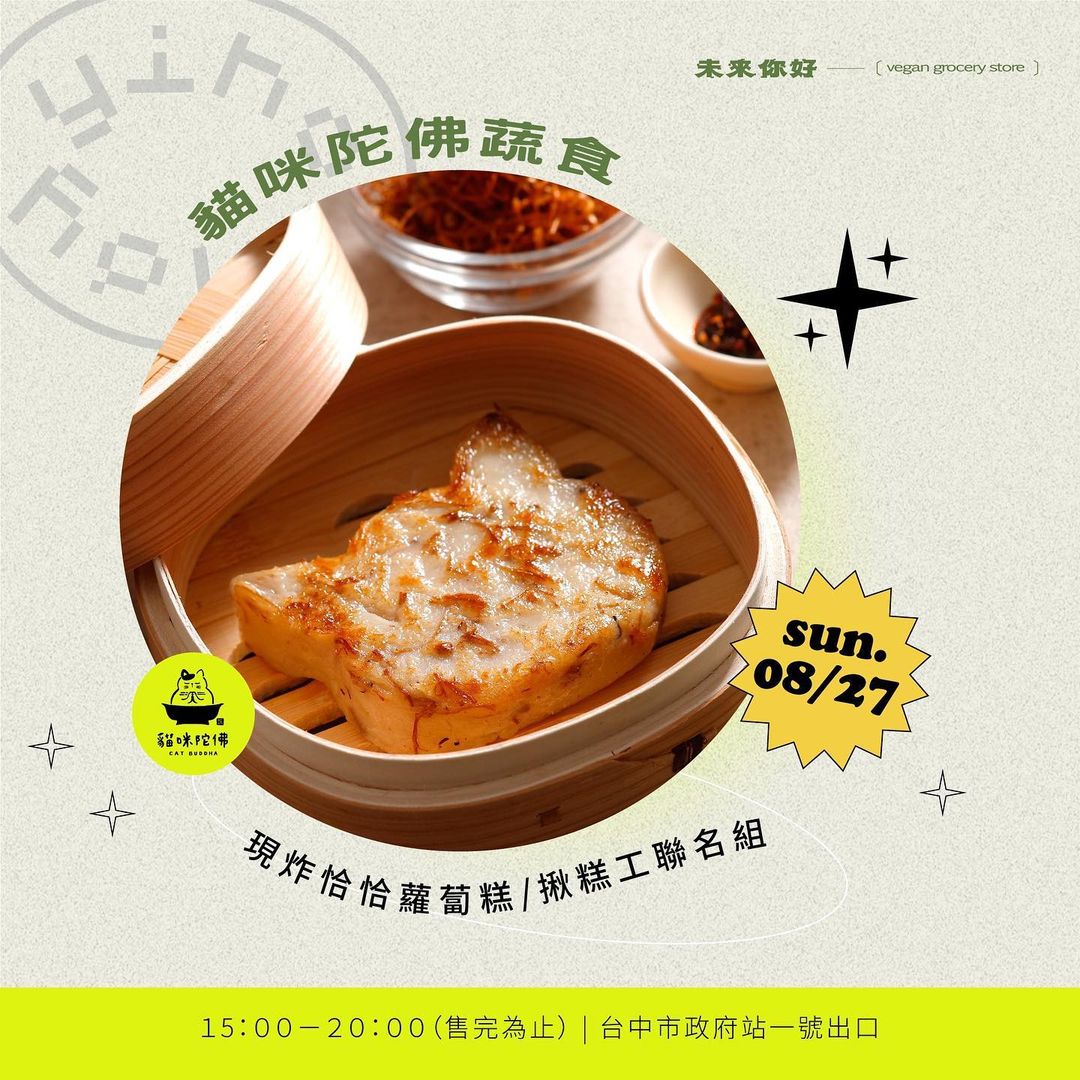 未來你好 —— [ vegan grocery store ]
貓咪陀佛蔬食
sun.
08/27
貓咪陀佛
CAT BUDDHA
現炸恰恰蘿蔔糕/揪糕工聯名組
15：00－20：00（售完為止）| 台中市政府站一號出口